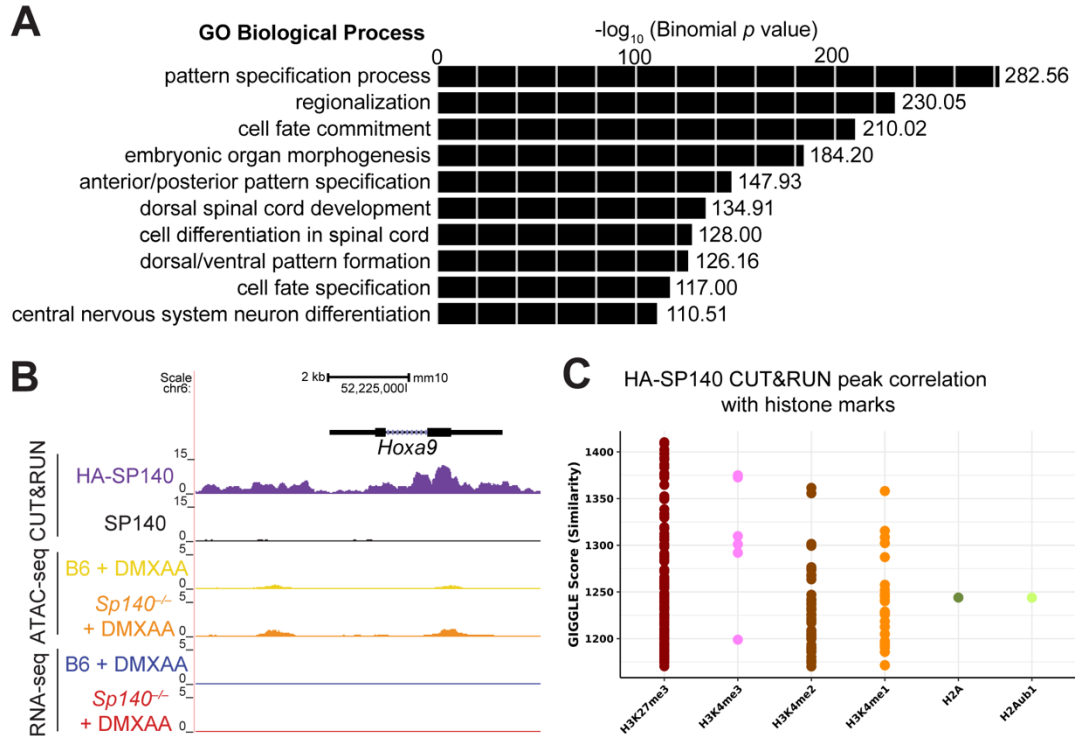 A
GO Biological Process
-log10 (Binomial p value)
0 100 200
pattern specification process 282.56
regionalization 230.05
cell fate commitment 210.02
embryonic organ morphogenesis 184.20
anterior/posterior pattern specification 147.93
dorsal spinal cord development 134.91
cell differentiation in spinal cord 128.00
dorsal/ventral pattern formation 126.16
cell fate specification 117.00
central nervous system neuron differentiation 110.51
B
Scale 2 kb mm10
chr6: 52,225,000
Hoxa9
CUT&RUN
15
HA-SP140
0
15
SP140
0
ATAC-seq
5
B6 + DMXAA
0
5
Sp140–/–
+ DMXAA
0
RNA-seq
5
B6 + DMXAA
0
5
Sp140–/–
+ DMXAA
0
C
HA-SP140 CUT&RUN peak correlation
with histone marks
GIGGLE Score (Similarity)
1400
1350
1300
1250
1200
H3K27me3
H3K4me3
H3K4me2
H3K4me1
H2A
H2Aub1